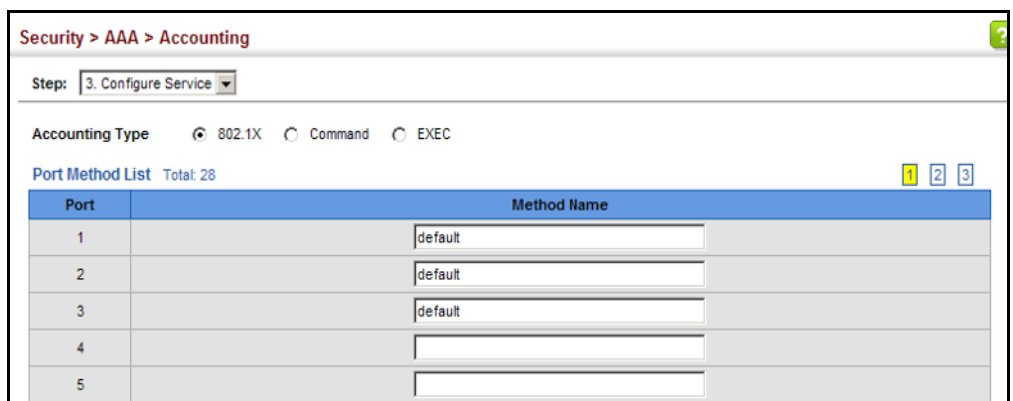 Security > AAA > Accounting ?
Step: 3. Configure Service
Accounting Type 802.1X Command EXEC
Port Method List Total: 28 1 2 3
Port Method Name
1 default
2 default
3 default
4
5